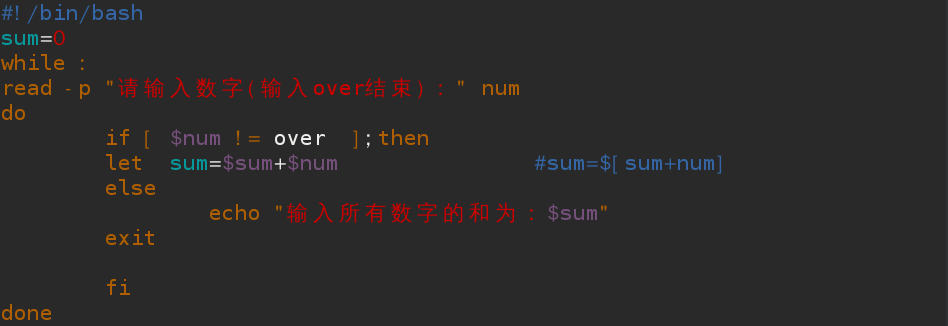 #!/bin/bash
sum=0
while :
read -p "请输入数字(输入over结束)：" num
do
        if [ $num != over  ];then
        let  sum=$sum+$num               #sum=$[sum+num]
        else
                echo "输入所有数字的和为：$sum"
        exit
        fi
done